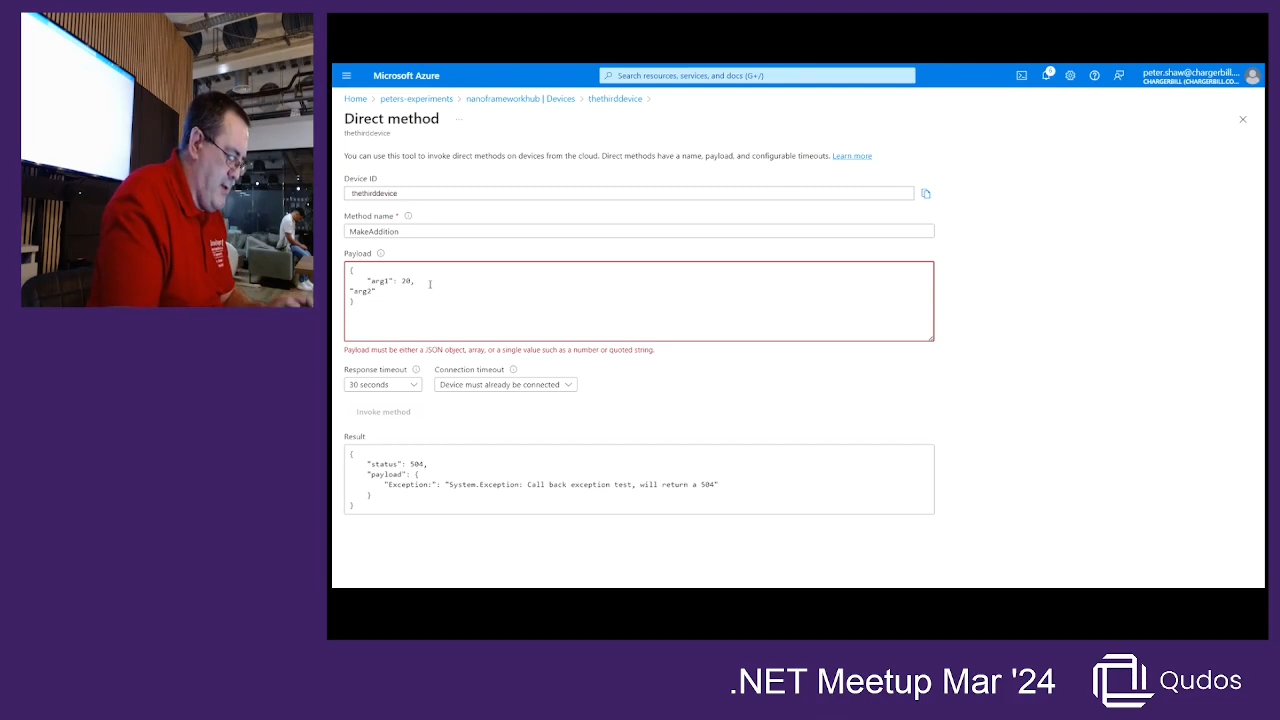 Microsoft Azure
Search resources, services, and docs (G+/)
peter.shaw@chargerbill....
CHARGERBILL (CHARGERBILL.CO...
Home > peters-experiments > nanoframeworkhub | Devices > thethirddevice >
Direct method ...
thethirddevice
You can use this tool to invoke direct methods on devices from the cloud. Direct methods have a name, payload, and configurable timeouts. Learn more
Device ID
thethirddevice
Method name *
MakeAddition
Payload
{
"arg1": 20,
"arg2"
}
Payload must be either a JSON object, array, or a single value such as a number or quoted string.
Response timeout Connection timeout
30 seconds Device must already be connected
Invoke method
Result
{
"status": 504,
"payload": {
"Exception:": "System.Exception: Call back exception test, will return a 504"
}
}
.NET Meetup Mar '24 Qudos